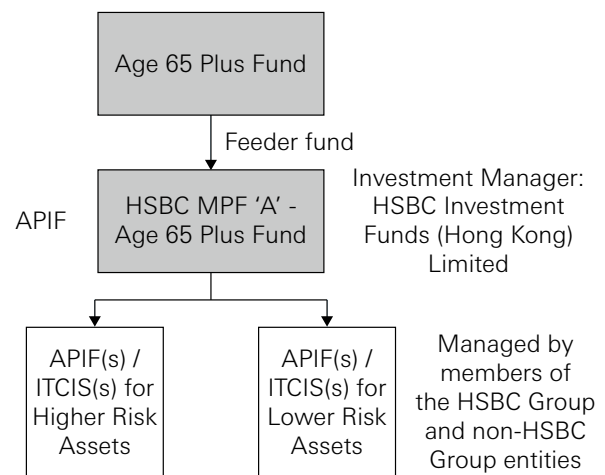 Age 65 Plus Fund
Feeder fund
APIF
HSBC MPF ‘A’ -
Age 65 Plus Fund
Investment Manager:
HSBC Investment
Funds (Hong Kong)
Limited
APIF(s) /
ITCIS(s) for
Higher Risk
Assets
APIF(s) /
ITCIS(s) for
Lower Risk
Assets
Managed by
members of
the HSBC Group
and non-HSBC
Group entities